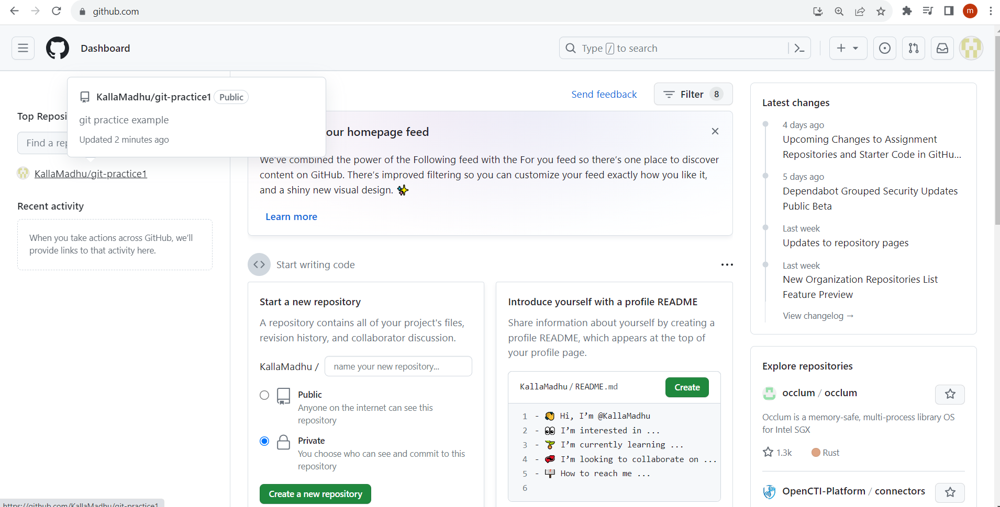 github.com
m
Dashboard
Type / to search
KallaMadhu/git-practice1 Public
git practice example
Updated 2 minutes ago
Top Reposi
Find a rep
KallaMadhu/git-practice1
Recent activity
When you take actions across GitHub, we'll
provide links to that activity here.
Send feedback
Filter 8
our homepage feed
We've combined the power of the Following feed with the For you feed so there's one place to discover
content on GitHub. There's improved filtering so you can customize your feed exactly how you like it,
and a shiny new visual design. ✨
Learn more
Start writing code
Start a new repository
A repository contains all of your project's files,
revision history, and collaborator discussion.
KallaMadhu / name your new repository...
Public
Anyone on the internet can see this
repository
Private
You choose who can see and commit to this
repository
Create a new repository
Introduce yourself with a profile README
Share information about yourself by creating a
profile README, which appears at the top of
your profile page.
KallaMadhu / README.md Create
1 - 👋 Hi, I'm @KallaMadhu
2 - 👀 I'm interested in ...
3 - 🌱 I'm currently learning ...
4 - 💞️ I'm looking to collaborate on ...
5 - 📫 How to reach me ...
6
Latest changes
4 days ago
Upcoming Changes to Assignment
Repositories and Starter Code in GitHu...
5 days ago
Dependabot Grouped Security Updates
Public Beta
Last week
Updates to repository pages
Last week
New Organization Repositories List
Feature Preview
View changelog →
Explore repositories
occlum / occlum
Occlum is a memory-safe, multi-process library OS
for Intel SGX
1.3k Rust
OpenCTI-Platform / connectors
https://github.com/KallaMadhu/git-practice1